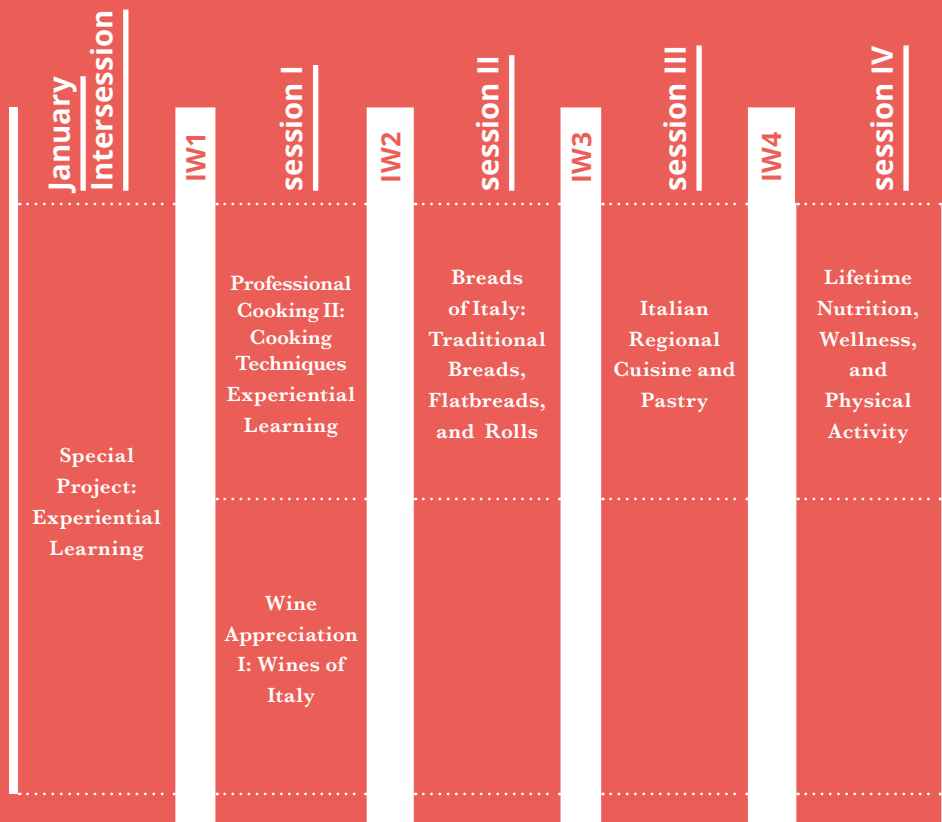 January
Intersession
IW1
session I
IW2
session II
IW3
session III
IW4
session IV
Special
Project:
Experiential
Learning
Professional
Cooking II:
Cooking
Techniques
Experiential
Learning
Wine
Appreciation
I: Wines of
Italy
Breads
of Italy:
Traditional
Breads,
Flatbreads,
and Rolls
Italian
Regional
Cuisine and
Pastry
Lifetime
Nutrition,
Wellness,
and
Physical
Activity